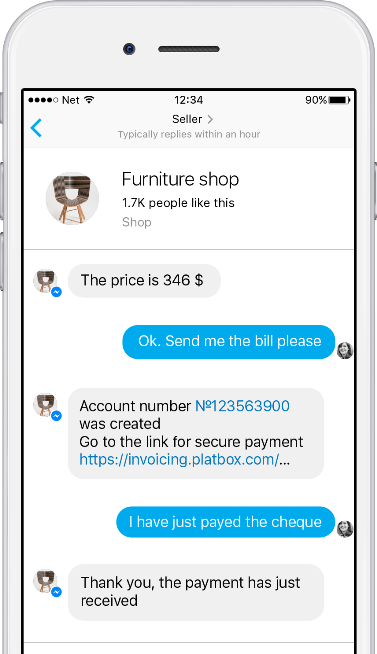 Net 12:34 90%
Seller
Typically replies within an hour
Furniture shop
1.7K people like this
Shop
The price is 346 $
Ok. Send me the bill please
Account number №123563900
was created
Go to the link for secure payment
https://invoicing.platbox.com/...
I have just payed the cheque
Thank you, the payment has just
received